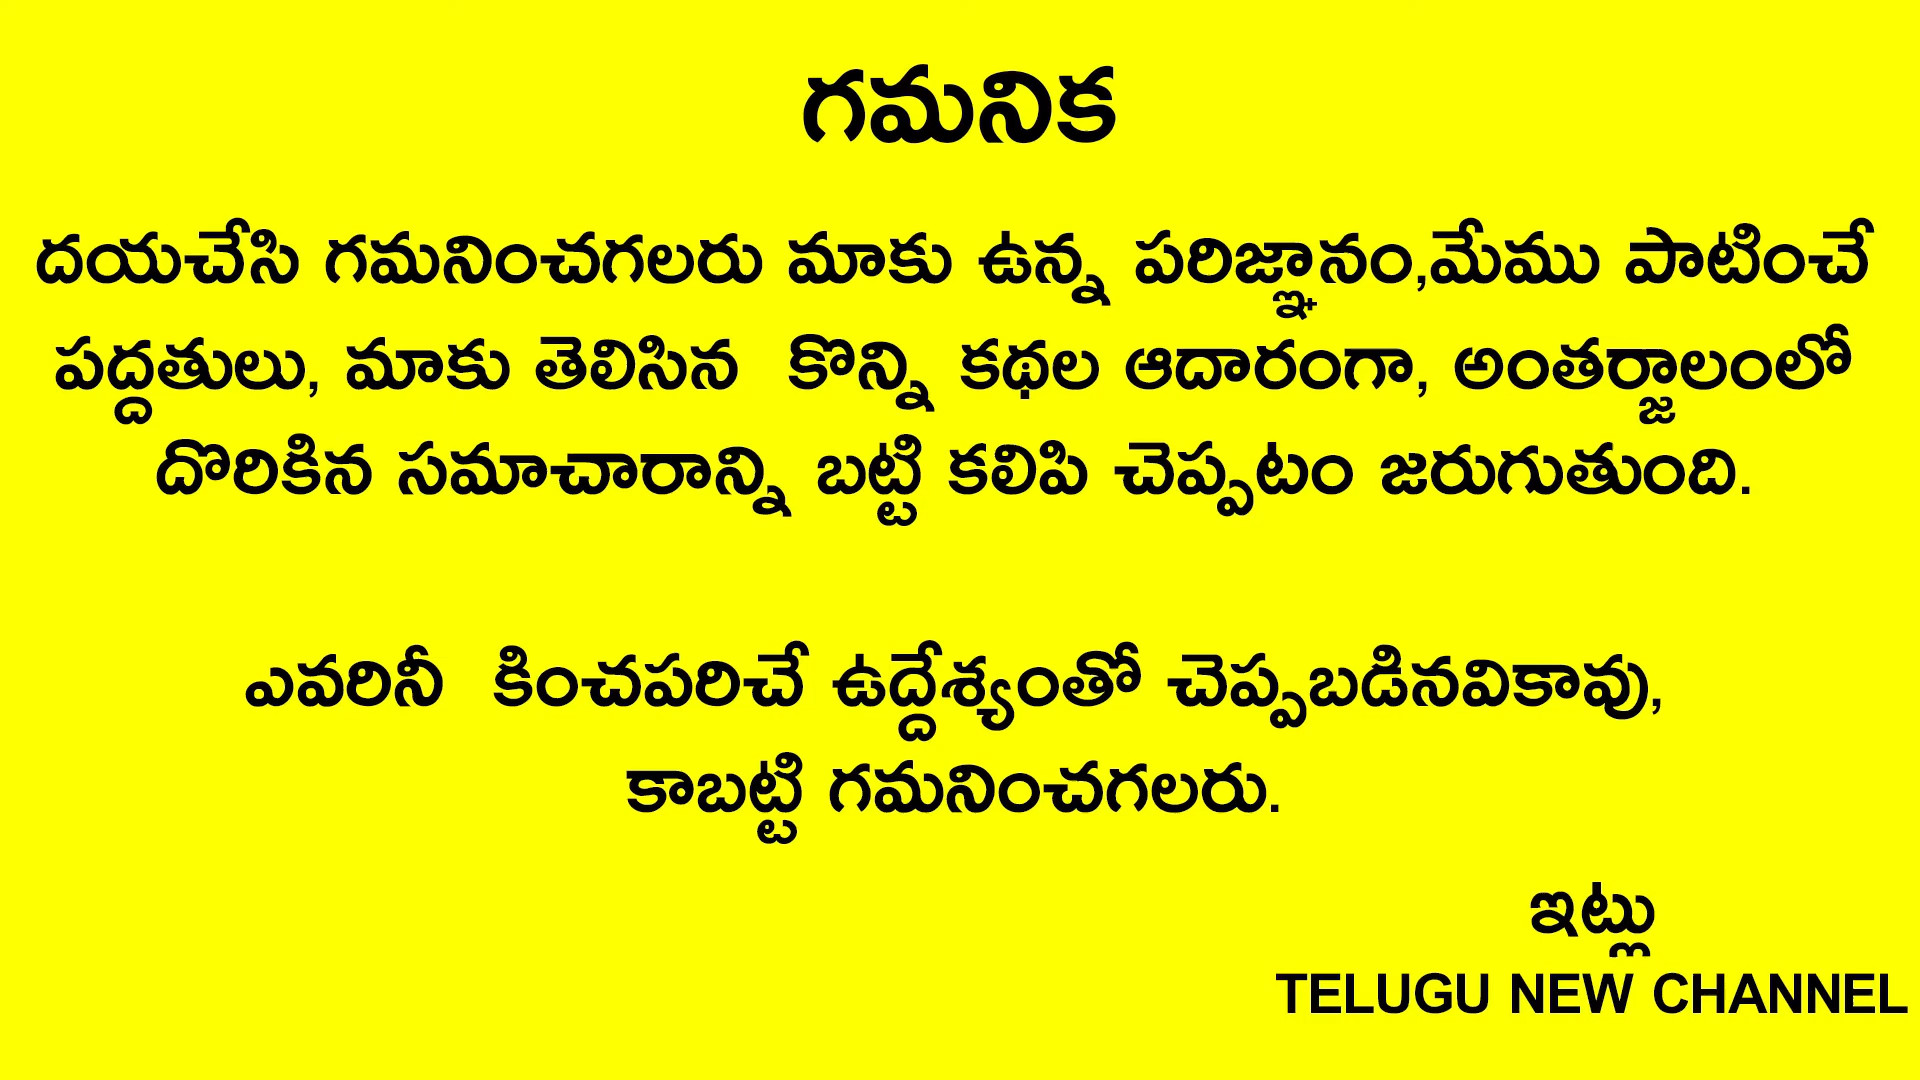 గమనిక
దయచేసి గమనించగలరు మాకు ఉన్న పరిజ్ఞానం,మేము పాటించే
పద్దతులు, మాకు తెలిసిన కొన్ని కథల ఆదారంగా, అంతర్జాలంలో
దొరికిన సమాచారాన్ని బట్టి కలిపి చెప్పటం జరుగుతుంది.
ఎవరినీ కించపరిచే ఉద్దేశ్యంతో చెప్పబడినవికావు,
కాబట్టి గమనించగలరు.
ఇట్లు
TELUGU NEW CHANNEL